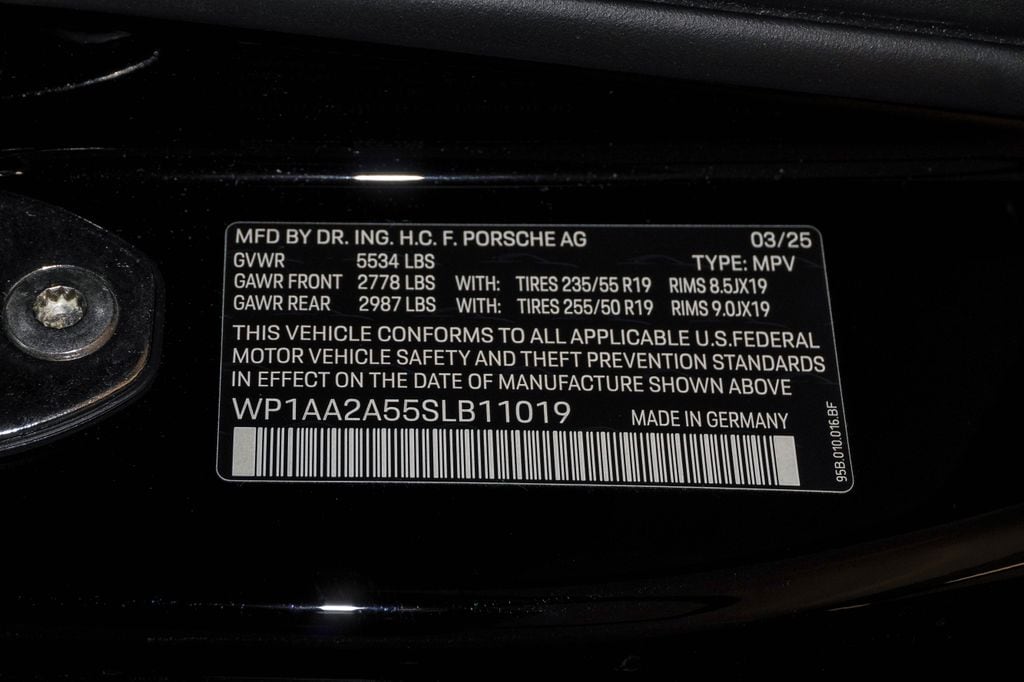 MFD BY DR. ING. H.C. F. PORSCHE AG 03/25
GVWR 5534 LBS TYPE: MPV
GAWR FRONT 2778 LBS WITH: TIRES 235/55 R19 RIMS 8.5JX19
GAWR REAR 2987 LBS WITH: TIRES 255/50 R19 RIMS 9.0JX19
THIS VEHICLE CONFORMS TO ALL APPLICABLE U.S.FEDERAL
MOTOR VEHICLE SAFETY AND THEFT PREVENTION STANDARDS
IN EFFECT ON THE DATE OF MANUFACTURE SHOWN ABOVE
WP1AA2A55SLB11019 MADE IN GERMANY
95B.010.016.BF